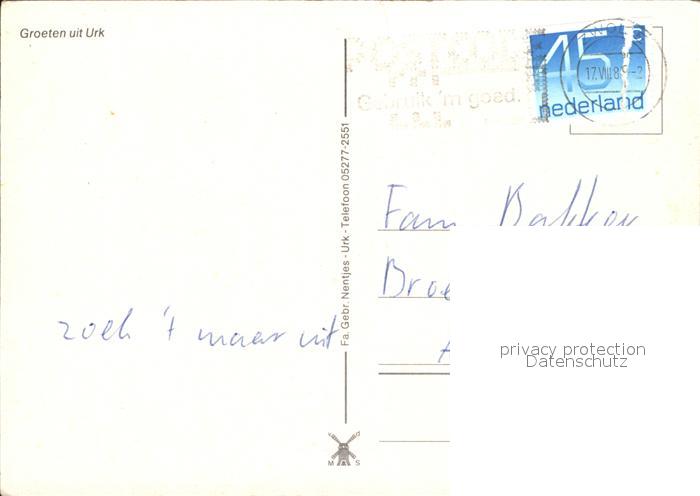 Groeten uit Urk
POSTCODE
Gebruik 'm goed.
17.VIII.8
45
nederland
Fa. Gebr. Nentjes - Urk - Telefoon 05277-2551
Fam Bakker
Broe
zoek 't maar uit
privacy protection
Datenschutz
M S